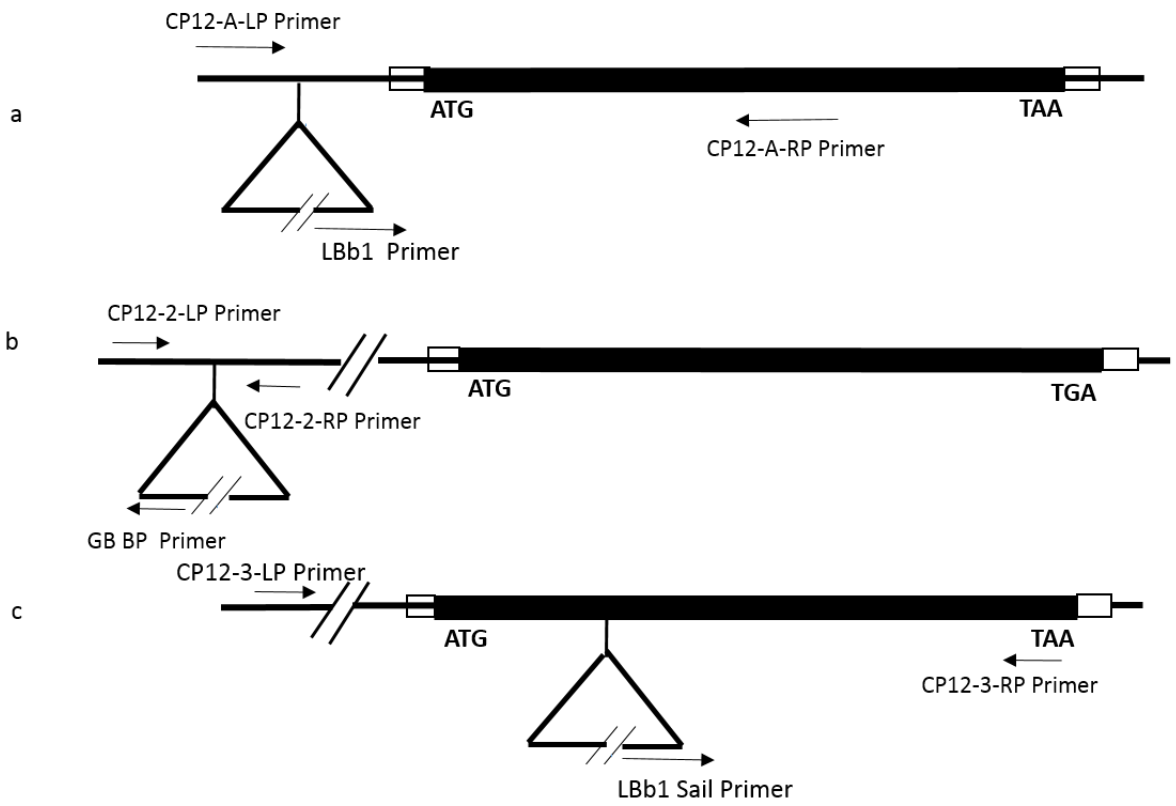 CP12-A-LP Primer
a
ATG
TAA
CP12-A-RP Primer
LBb1 Primer
CP12-2-LP Primer
b
ATG
TGA
CP12-2-RP Primer
GB BP Primer
CP12-3-LP Primer
c
ATG
TAA
CP12-3-RP Primer
LBb1 Sail Primer